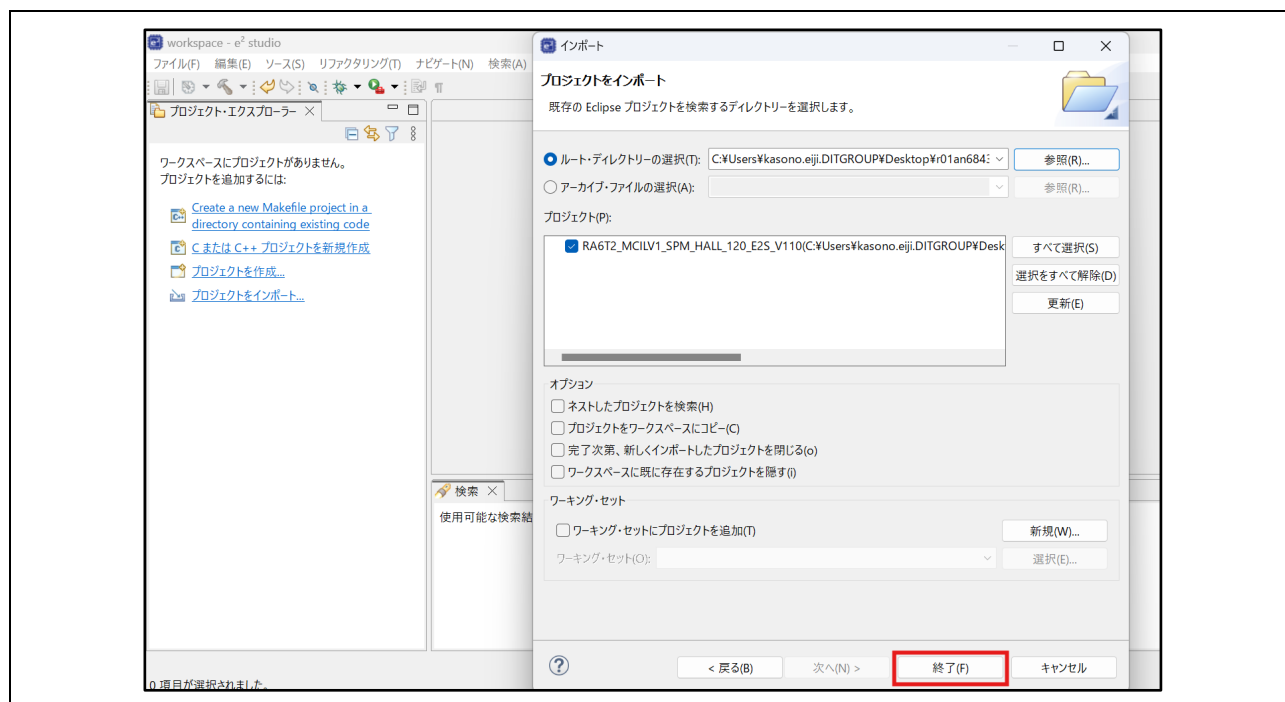 workspace - e² studio
ファイル(F) 編集(E) ソース(S) リファクタリング(T) ナビゲート(N) 検索(A)
プロジェクト・エクスプローラー
ワークスペースにプロジェクトがありません。
プロジェクトを追加するには:
Create a new Makefile project in a
directory containing existing code
C または C++ プロジェクトを新規作成
プロジェクトを作成...
プロジェクトをインポート...
検索
使用可能な検索結
0 項目が選択されました。
インポート
プロジェクトをインポート
既存の Eclipse プロジェクトを検索するディレクトリーを選択します。
ルート・ディレクトリーの選択(T): C:¥Users¥kasono.eiji.DITGROUP¥Desktop¥r01an6843 参照(R)...
アーカイブ・ファイルの選択(A): 参照(R)...
プロジェクト(P):
RA6T2_MCILV1_SPM_HALL_120_E2S_V110(C:¥Users¥kasono.eiji.DITGROUP¥Desk
すべて選択(S)
選択をすべて解除(D)
更新(E)
オプション
ネストしたプロジェクトを検索(H)
プロジェクトをワークスペースにコピー(C)
完了次第、新しくインポートしたプロジェクトを閉じる(o)
ワークスペースに既に存在するプロジェクトを隠す(i)
ワーキング・セット
ワーキング・セットにプロジェクトを追加(T) 新規(W)...
ワーキング・セット(O): 選択(E)...
< 戻る(B) 次へ(N) > 終了(F) キャンセル